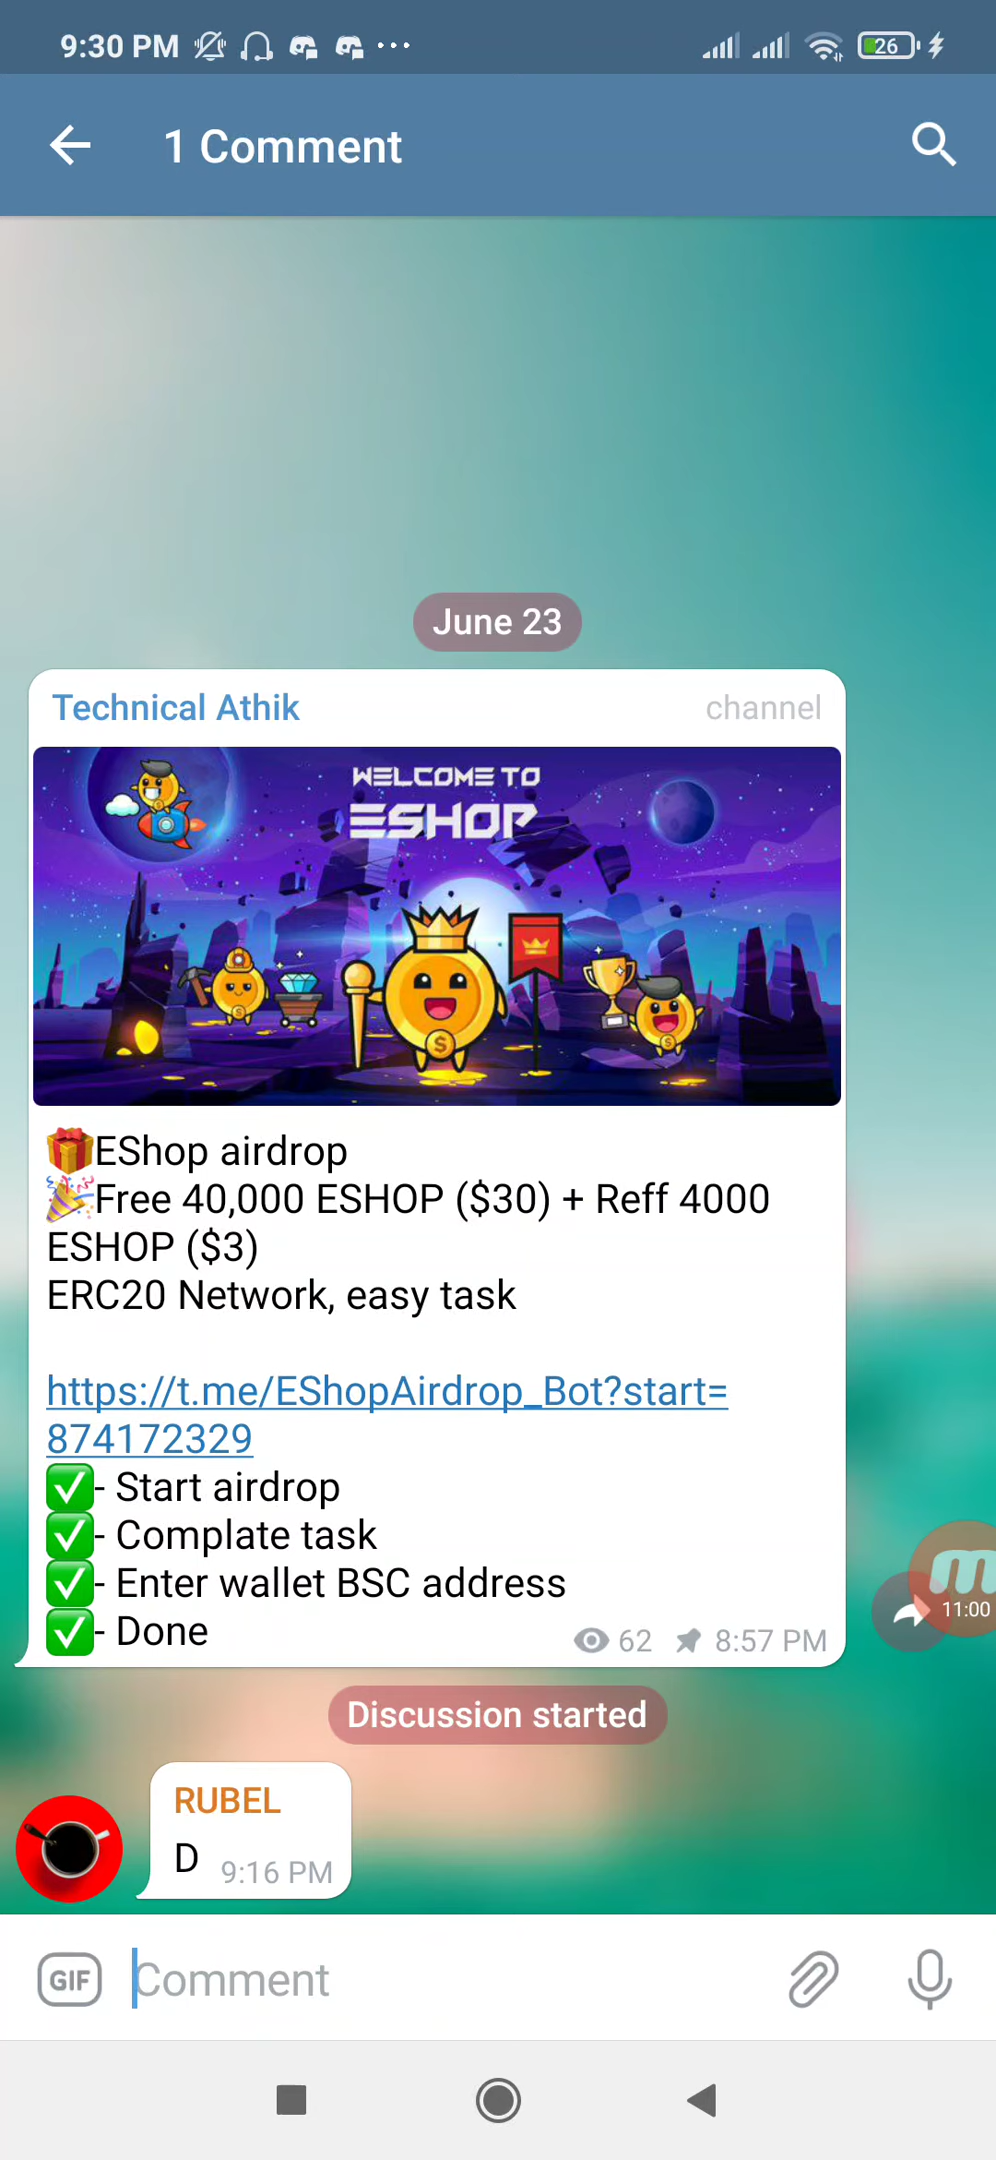 9:30 PM
26
1 Comment
June 23
Technical Athik channel
WELCOME TO
ESHOP
🎁EShop airdrop
🎉Free 40,000 ESHOP ($30) + Reff 4000
ESHOP ($3)
ERC20 Network, easy task
https://t.me/EShopAirdrop_Bot?start=
874172329
✅- Start airdrop
✅- Complate task
✅- Enter wallet BSC address
✅- Done
62 8:57 PM
11:00
Discussion started
RUBEL
D 9:16 PM
GIF Comment